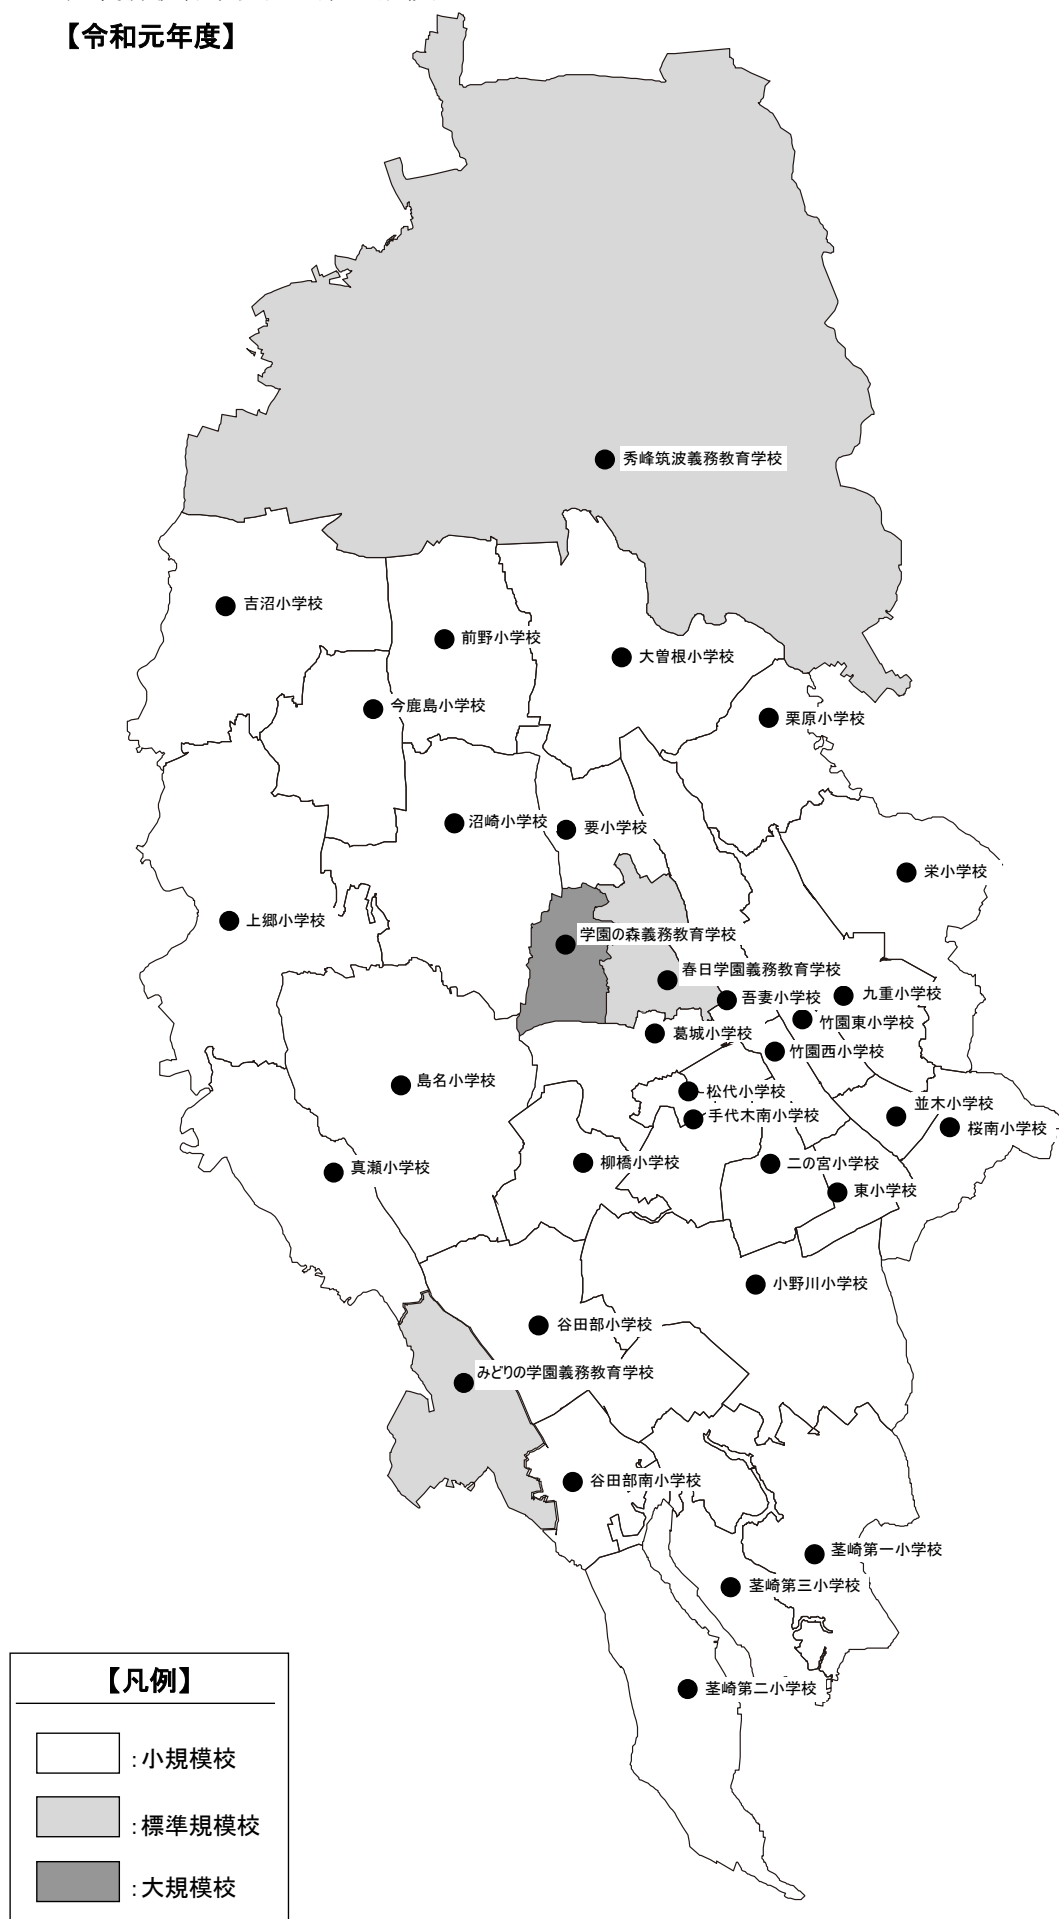 【令和元年度】
秀峰筑波義務教育学校
吉沼小学校
前野小学校
大曽根小学校
今鹿島小学校
栗原小学校
沼崎小学校
要小学校
栄小学校
上郷小学校
学園の森義務教育学校
春日学園義務教育学校
吾妻小学校
九重小学校
竹園東小学校
葛城小学校
竹園西小学校
島名小学校
松代小学校
手代木南小学校
並木小学校
桜南小学校
柳橋小学校
二の宮小学校
真瀬小学校
東小学校
小野川小学校
谷田部小学校
みどりの学園義務教育学校
谷田部南小学校
茎崎第一小学校
茎崎第三小学校
茎崎第二小学校
【凡例】
：小規模校
：標準規模校
：大規模校